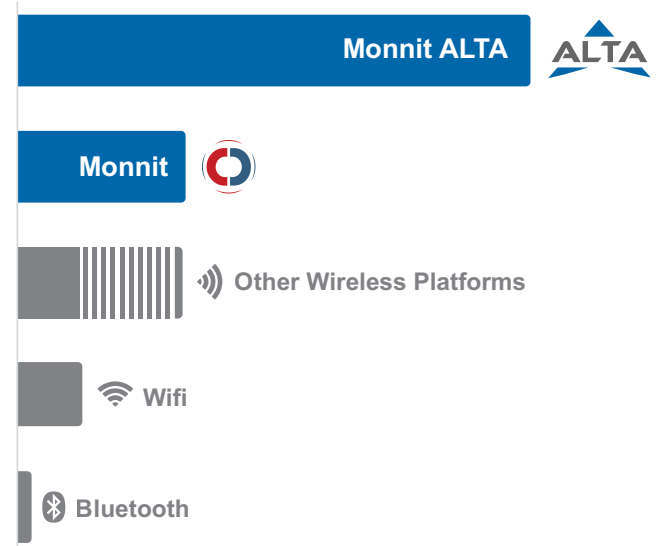 Monnit ALTA
ALTA
Monnit
Other Wireless Platforms
Wifi
Bluetooth